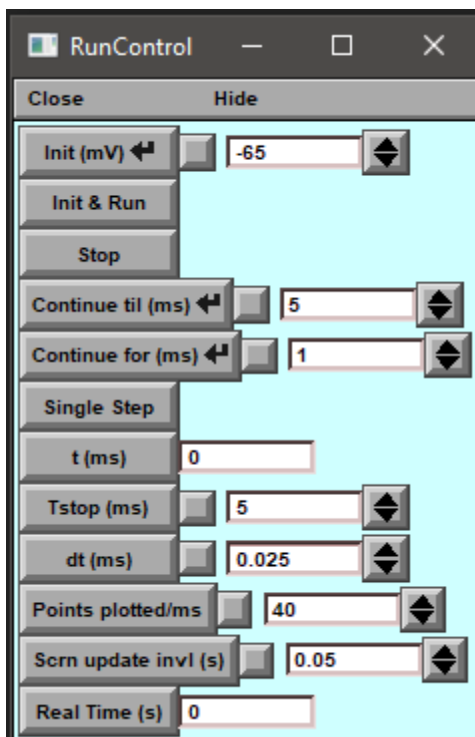 RunControl
Close Hide
Init (mV) -65
Init & Run
Stop
Continue til (ms) 5
Continue for (ms) 1
Single Step
t (ms) 0
Tstop (ms) 5
dt (ms) 0.025
Points plotted/ms 40
Scrn update invl (s) 0.05
Real Time (s) 0